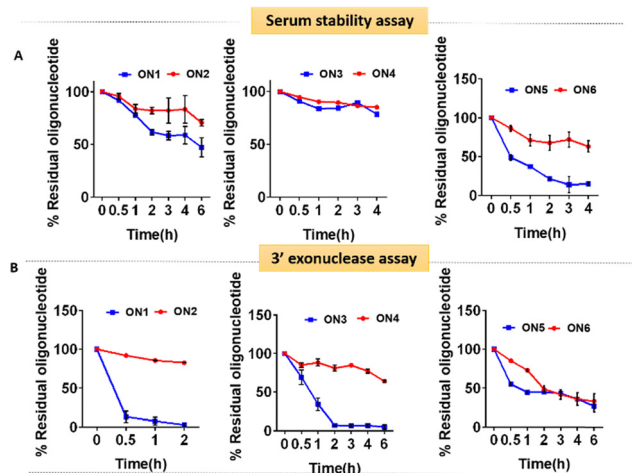 Serum stability assay
A
% Residual oligonucleotide
100
50
0
ON1 ON2
0 0.5 1 2 3 4 6
Time(h)
% Residual oligonucleotide
100
50
0
ON3 ON4
0 0.5 1 2 3 4
Time(h)
% Residual oligonucleotide
150
100
50
0
ON5 ON6
0 0.5 1 2 3 4
Time(h)
3’ exonuclease assay
B
% Residual oligonucleotide
150
100
50
0
ON1 ON2
0 0.5 1 2
Time(h)
% Residual oligonucleotide
150
100
50
0
ON3 ON4
0 0.5 1 2 3 4 6
Time(h)
% Residual oligonucleotide
150
100
50
0
ON5 ON6
0 0.5 1 2 3 4 6
Time(h)